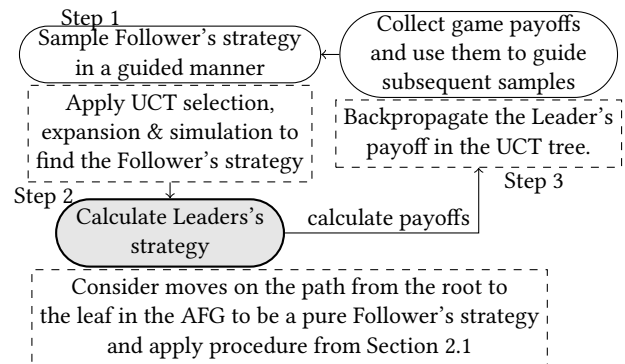 Step 1
Sample Follower's strategy
in a guided manner
Collect game payoffs
and use them to guide
subsequent samples
Apply UCT selection,
expansion & simulation to
find the Follower's strategy
Backpropagate the Leader's
payoff in the UCT tree.
Step 2
Step 3
Calculate Leaders's
strategy
calculate payoffs
Consider moves on the path from the root to
the leaf in the AFG to be a pure Follower's strategy
and apply procedure from Section 2.1